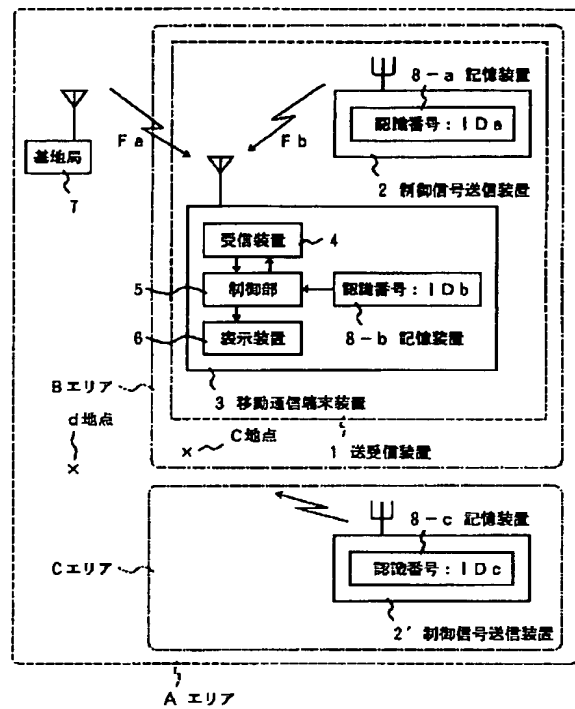 8-a 記憶装置
認識番号:IDa
2 制御信号送信装置
Fa
Fb
基地局
7
受信装置
4
5
制御部
認識番号:IDb
8-b 記憶装置
6
表示装置
3 移動通信端末装置
Bエリア
d地点
×
× C地点
1 送受信装置
8-c 記憶装置
Cエリア
認識番号:IDc
2' 制御信号送信装置
A エリア